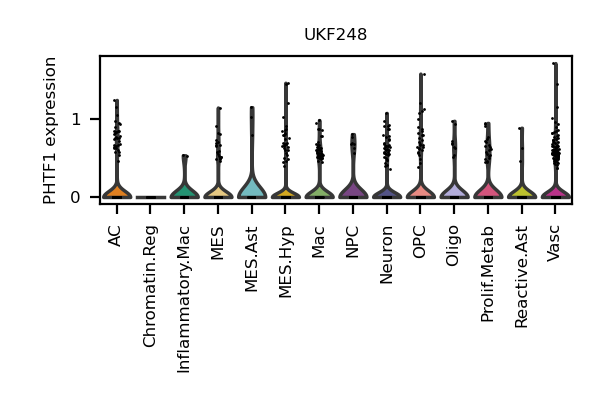 UKF248
PHTF1 expression
1
0
AC
Chromatin.Reg
Inflammatory.Mac
MES
MES.Ast
MES.Hyp
Mac
NPC
Neuron
OPC
Oligo
Prolif.Metab
Reactive.Ast
Vasc